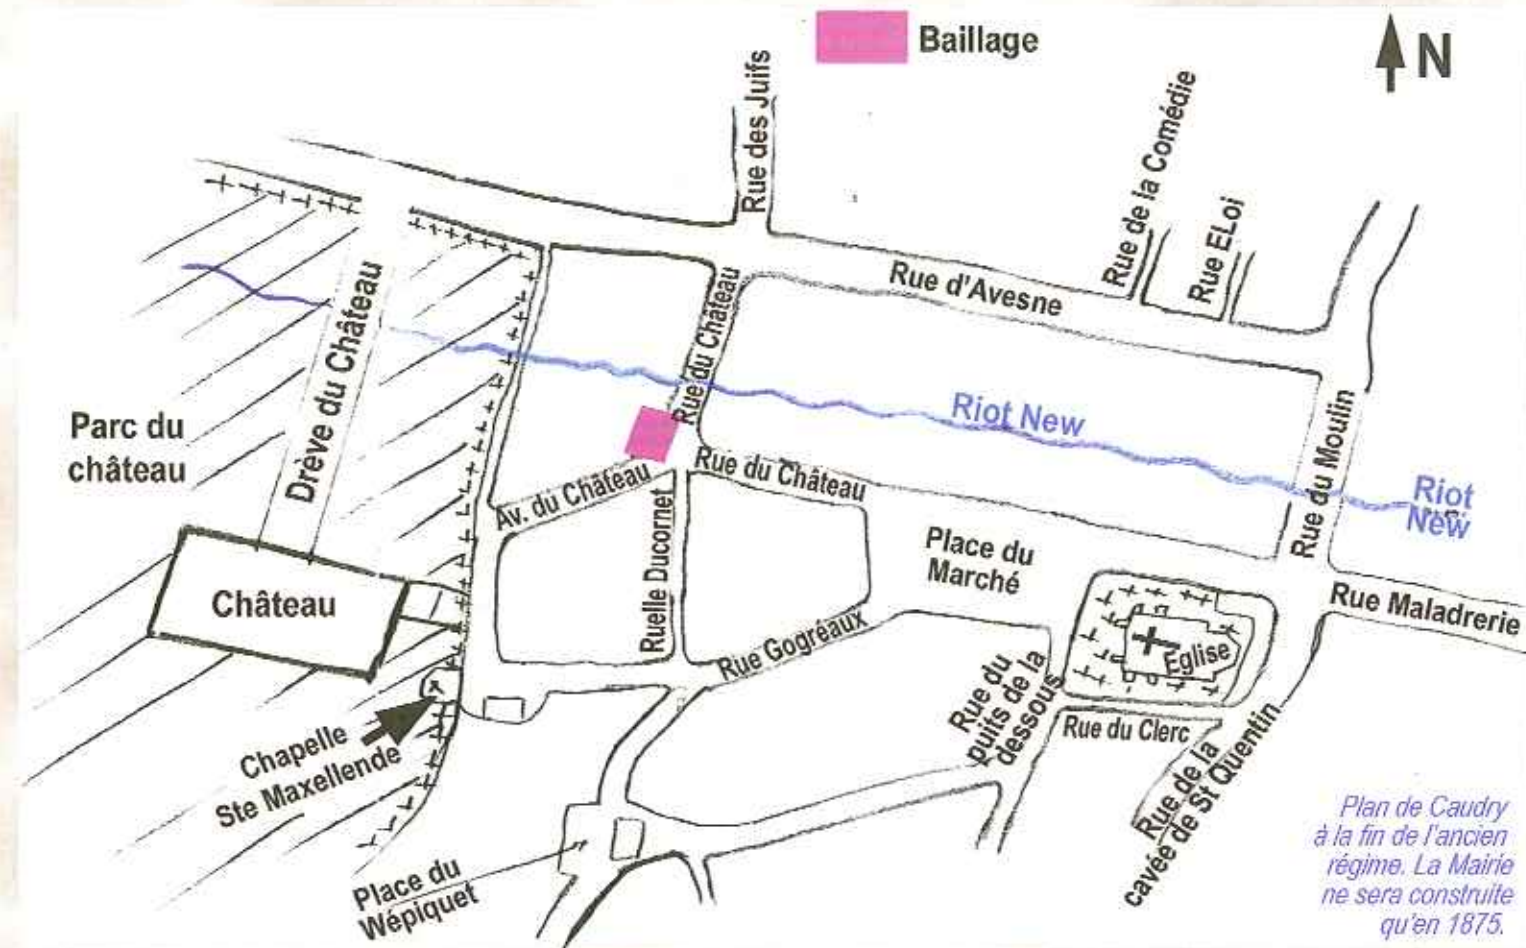 Baillage
N
Rue des Juifs
Rue de la Comédie
Rue ELoi
Rue d'Avesne
Rue du Château
Drève du Château
Parc du
château
Riot New
Rue du Moulin
Riot
New
Av. du Château
Rue du Château
Ruelle Ducornet
Place du
Marché
Château
Rue Maladrerie
Rue Gogréaux
Eglise
Rue du
puits de la
dessous
Rue du Clerc
Chapelle
Ste Maxellende
Rue de la
cavée de St Quentin
Place du
Wépiquet
Plan de Caudry
à la fin de l'ancien
régime. La Mairie
ne sera construite
qu'en 1875.